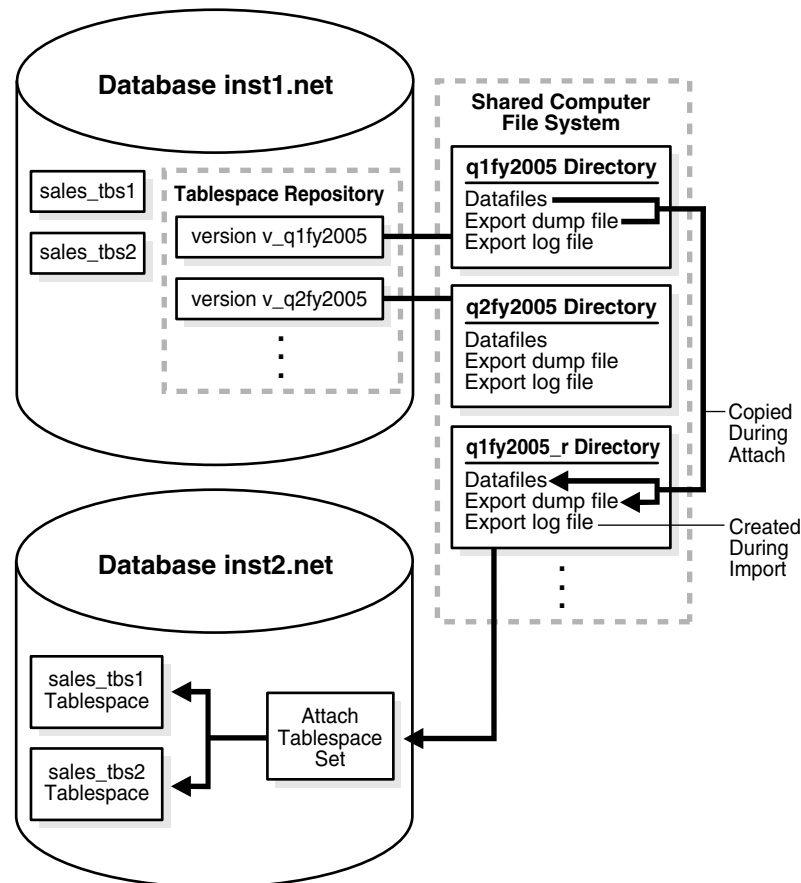 Database inst1.net
sales_tbs1
sales_tbs2
Tablespace Repository
version v_q1fy2005
version v_q2fy2005
Shared Computer
File System
q1fy2005 Directory
Datafiles
Export dump file
Export log file
q2fy2005 Directory
Datafiles
Export dump file
Export log file
q1fy2005_r Directory
Datafiles
Export dump file
Export log file
Copied
During
Attach
Created
During
Import
Database inst2.net
sales_tbs1
Tablespace
sales_tbs2
Tablespace
Attach
Tablespace
Set